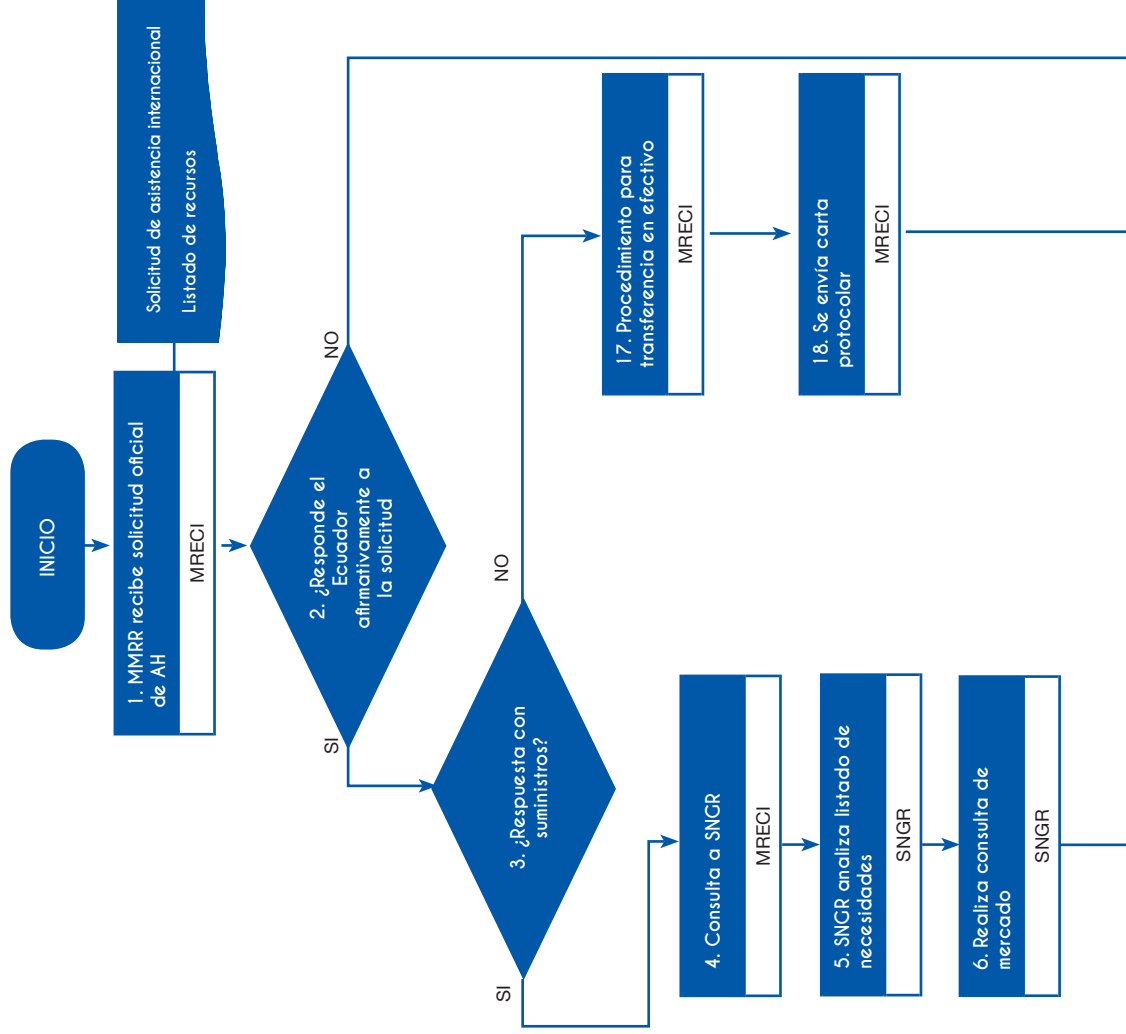 INICIO
1. MMRR recibe solicitud oficial
de AH
MRECI
Solicitud de asistencia internacional
Listado de recursos
2. ¿Responde el
Ecuador
afirmativamente a
la solicitud
SI
NO
3. ¿Respuesta con
suministros?
SI
NO
4. Consulta a SNGR
MRECI
5. SNGR analiza listado de
necesidades
SNGR
6. Realiza consulta de
mercado
SNGR
17. Procedimiento para
transferencia en efectivo
MRECI
18. Se envía carta
protocolar
MRECI